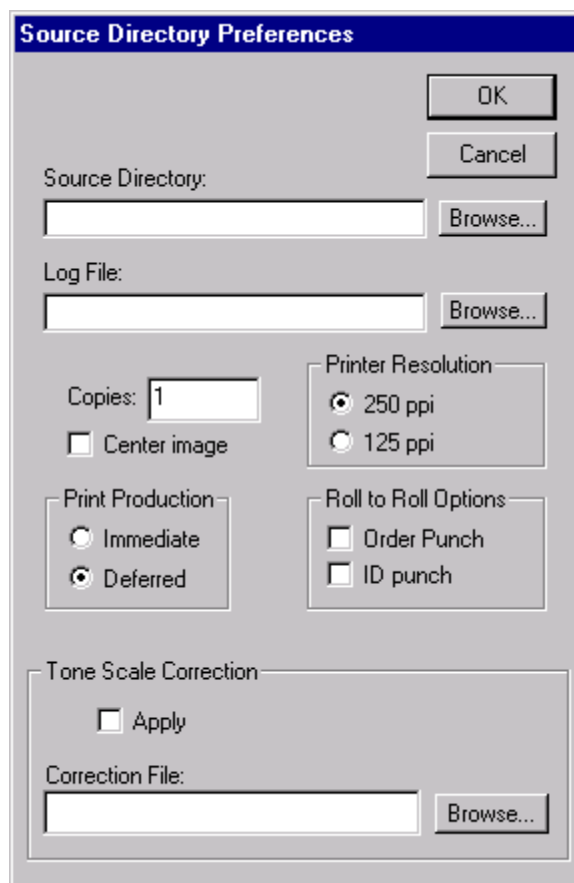 Source Directory Preferences
OK
Cancel
Source Directory:
Browse...
Log File:
Browse...
Copies: 1
Center image
Printer Resolution
250 ppi
125 ppi
Print Production
Immediate
Deferred
Roll to Roll Options
Order Punch
ID punch
Tone Scale Correction
Apply
Correction File:
Browse...